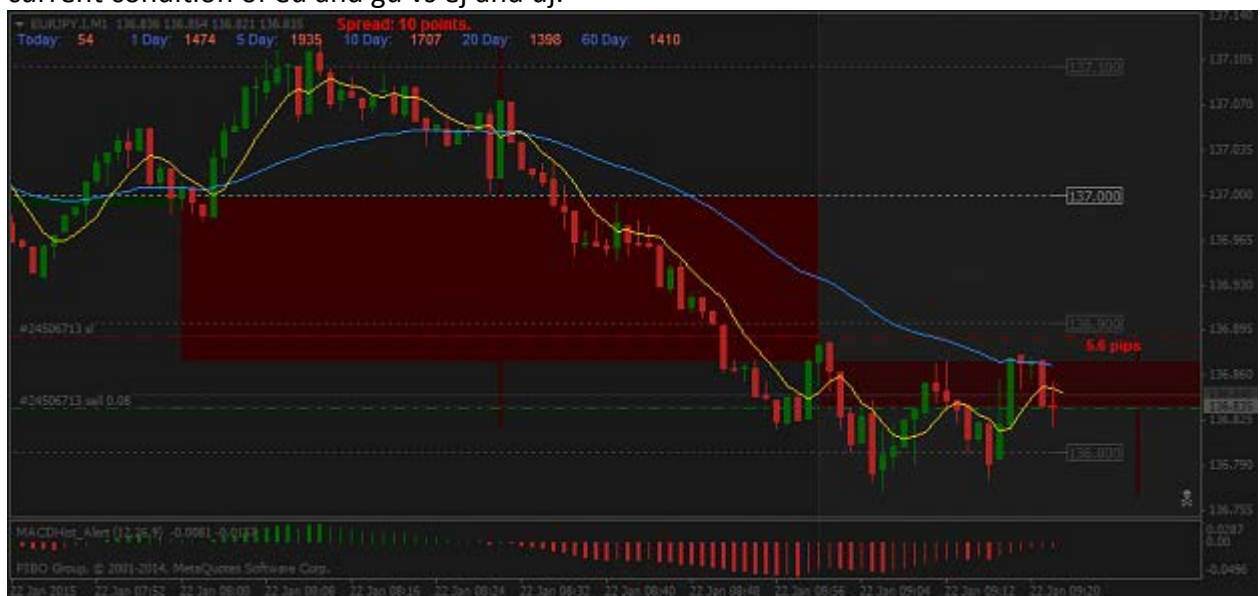 current condition of eu and gu vs ej and uj.
EURJPY.I,M1 136.836 136.854 136.821 136.835
Spread: 10 points.
Today: 54 1 Day: 1474 5 Day: 1935 10 Day: 1707 20 Day: 1398 60 Day: 1410
137.140
137.105
137.100
137.070
137.035
137.000
137.000
136.965
136.930
136.900
136.895
#24506713 sl
5.6 pips
136.860
#24506713 sell 0.08
136.835
136.825
136.800
136.790
136.755
MACDHist_Alert (12,26,9) -0.0081
0.0287
0.00
-0.0496
FIBO Group, © 2001-2014, MetaQuotes Software Corp.
22 Jan 2015 22 Jan 07:52 22 Jan 08:00 22 Jan 08:08 22 Jan 08:16 22 Jan 08:24 22 Jan 08:32 22 Jan 08:40 22 Jan 08:48 22 Jan 08:56 22 Jan 09:04 22 Jan 09:12 22 Jan 09:20